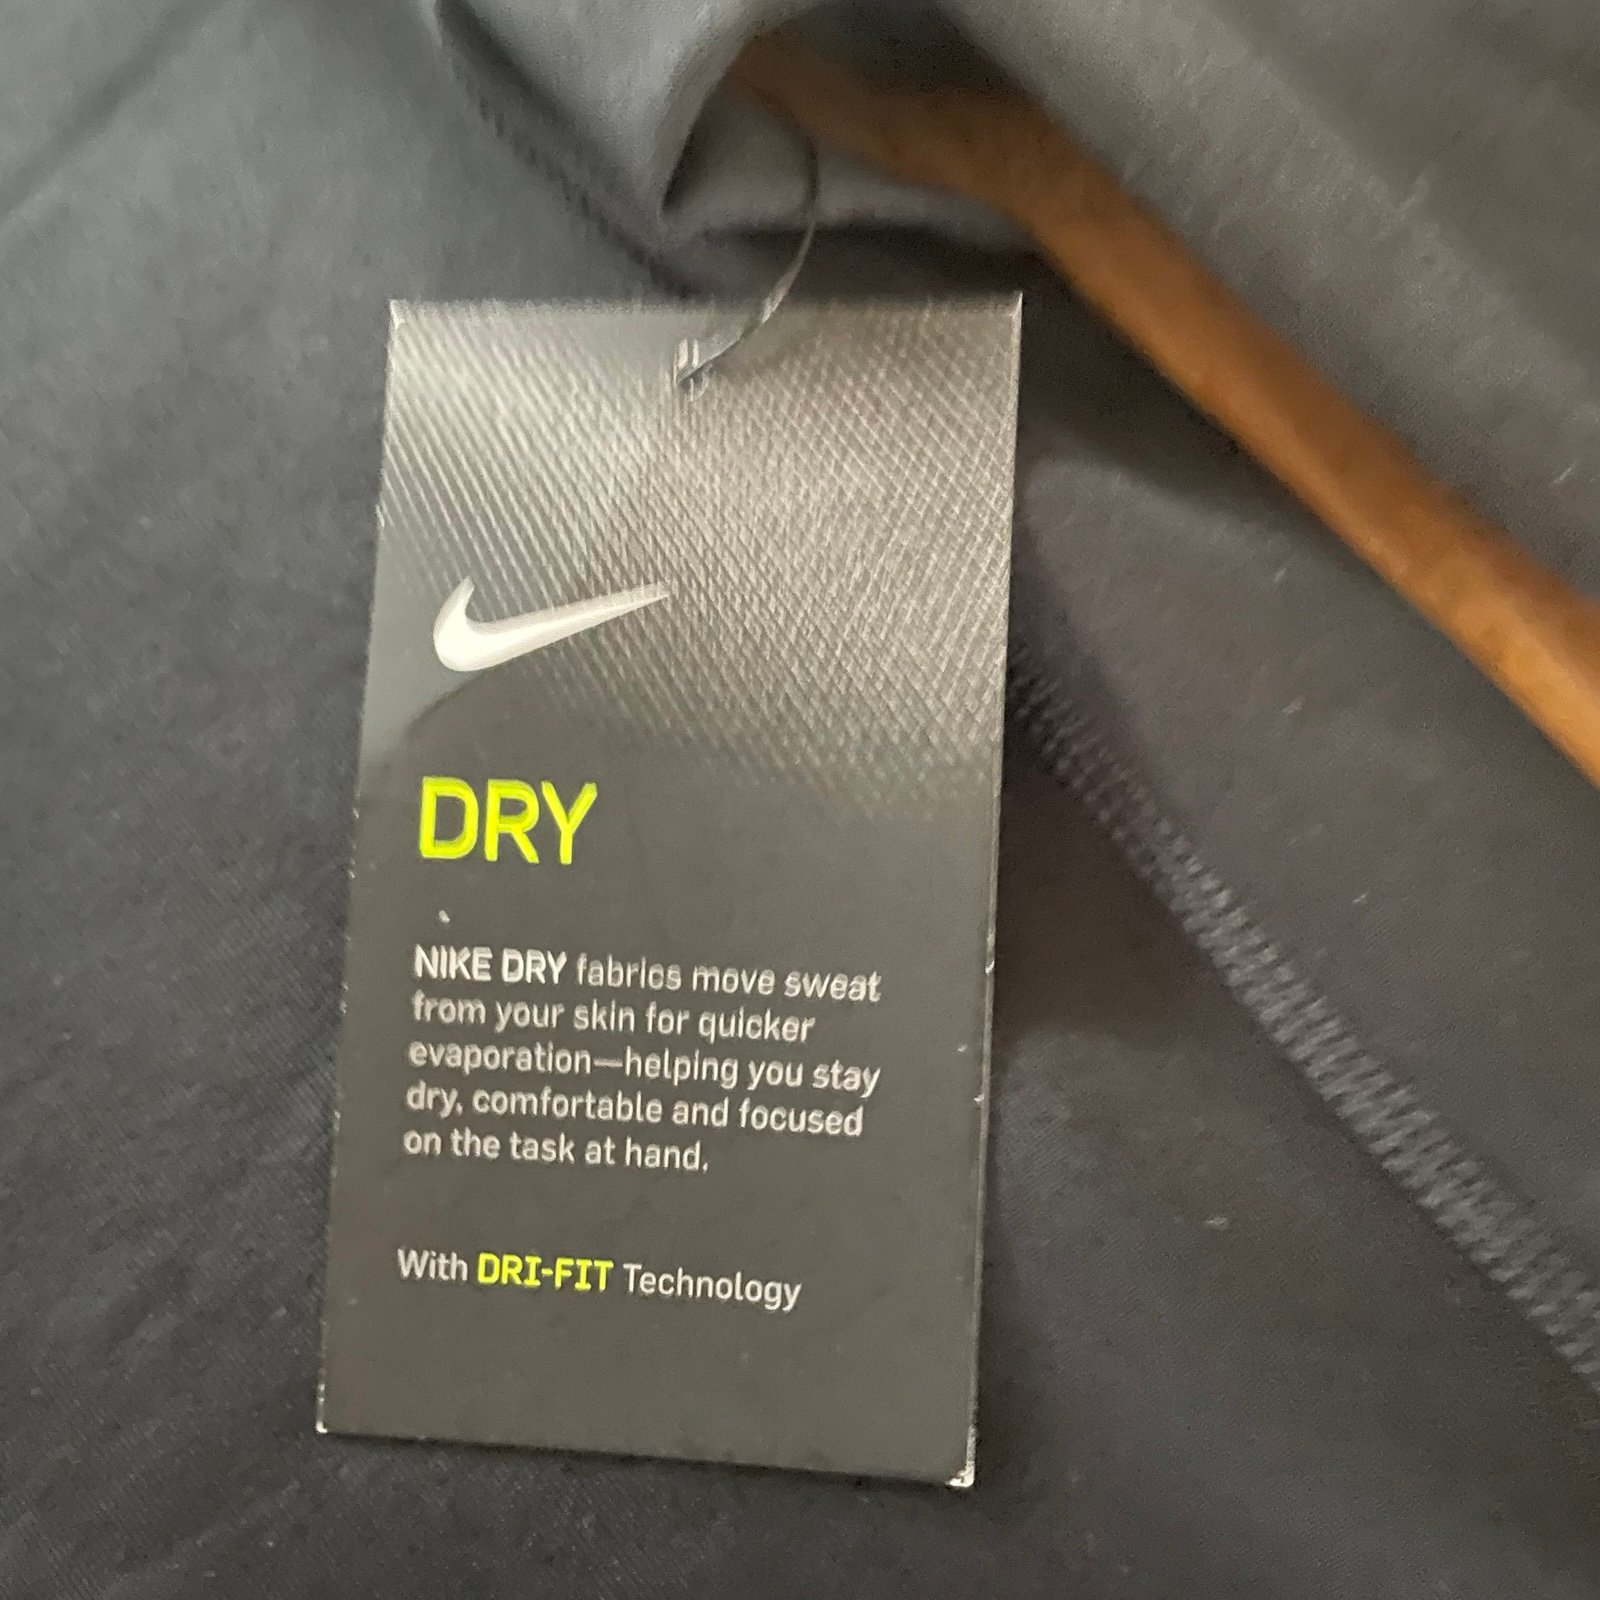 DRY
NIKE DRY fabrics move sweat
from your skin for quicker
evaporation—helping you stay
dry, comfortable and focused
on the task at hand.
With DRI-FIT Technology